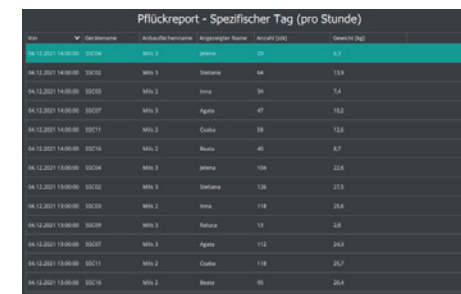 Pflückreport - Spezifischer Tag (pro Stunde)
Von Gerätename Anbauflächenname Angezeigter Name Anzahl [stk] Gewicht [kg]
04.12.2021 14:00:00 SSC04 Mils 3 Jelena 29 6,3
04.12.2021 14:00:00 SSC02 Mils 3 Steliana 64 13,9
04.12.2021 14:00:00 SSC03 Mils 2 Inna 34 7,4
04.12.2021 14:00:00 SSC07 Mils 3 Agata 47 10,2
04.12.2021 14:00:00 SSC11 Mils 2 Csaba 58 12,6
04.12.2021 14:00:00 SSC16 Mils 2 Beata 40 8,7
04.12.2021 13:00:00 SSC04 Mils 3 Jelena 104 22,6
04.12.2021 13:00:00 SSC02 Mils 3 Steliana 126 27,5
04.12.2021 13:00:00 SSC03 Mils 2 Inna 118 25,6
04.12.2021 13:00:00 SSC09 Mils 3 Raluca 13 2,8
04.12.2021 13:00:00 SSC07 Mils 3 Agata 112 24,3
04.12.2021 13:00:00 SSC11 Mils 2 Csaba 118 25,7
04.12.2021 13:00:00 SSC16 Mils 2 Beata 95 20,4